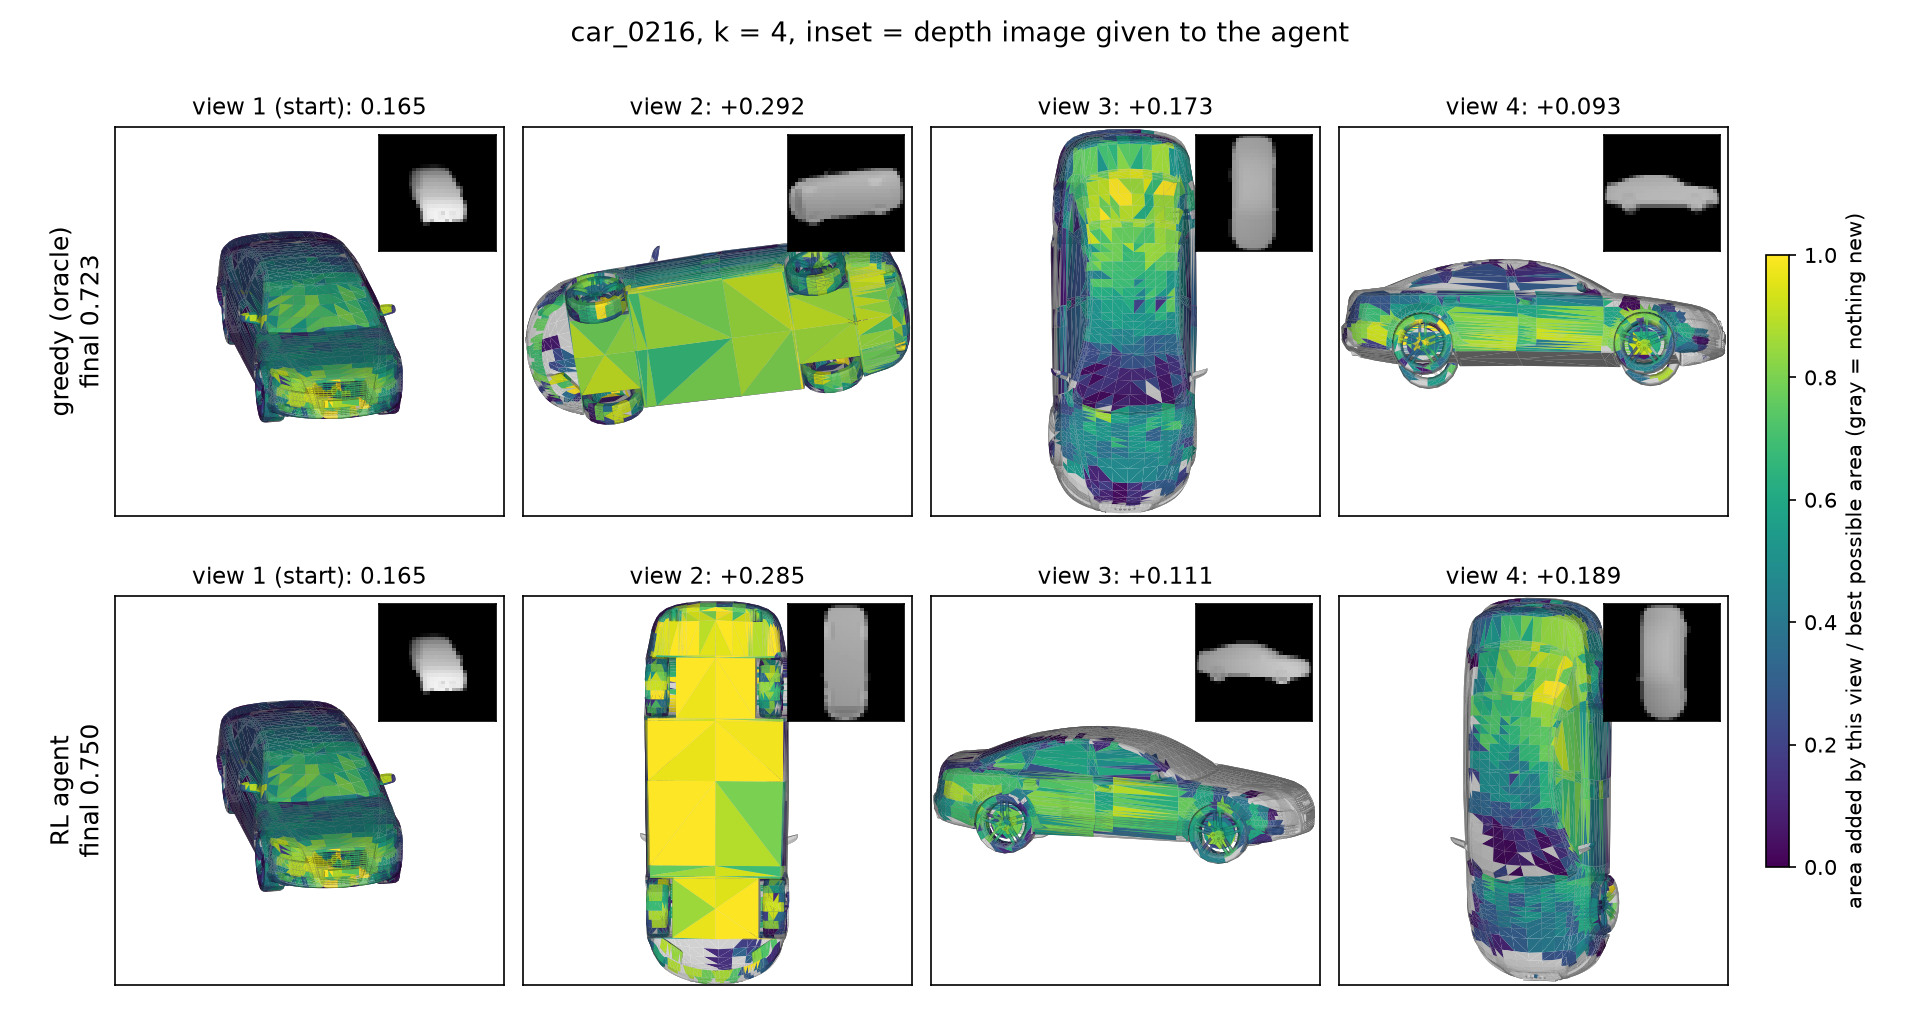 car_0216, k = 4, inset = depth image given to the agent
view 1 (start): 0.165
view 2: +0.292
view 3: +0.173
view 4: +0.093
greedy (oracle)
final 0.723
view 1 (start): 0.165
view 2: +0.285
view 3: +0.111
view 4: +0.189
RL agent
final 0.750
1.0
0.8
0.6
0.4
0.2
0.0
area added by this view / best possible area (gray = nothing new)